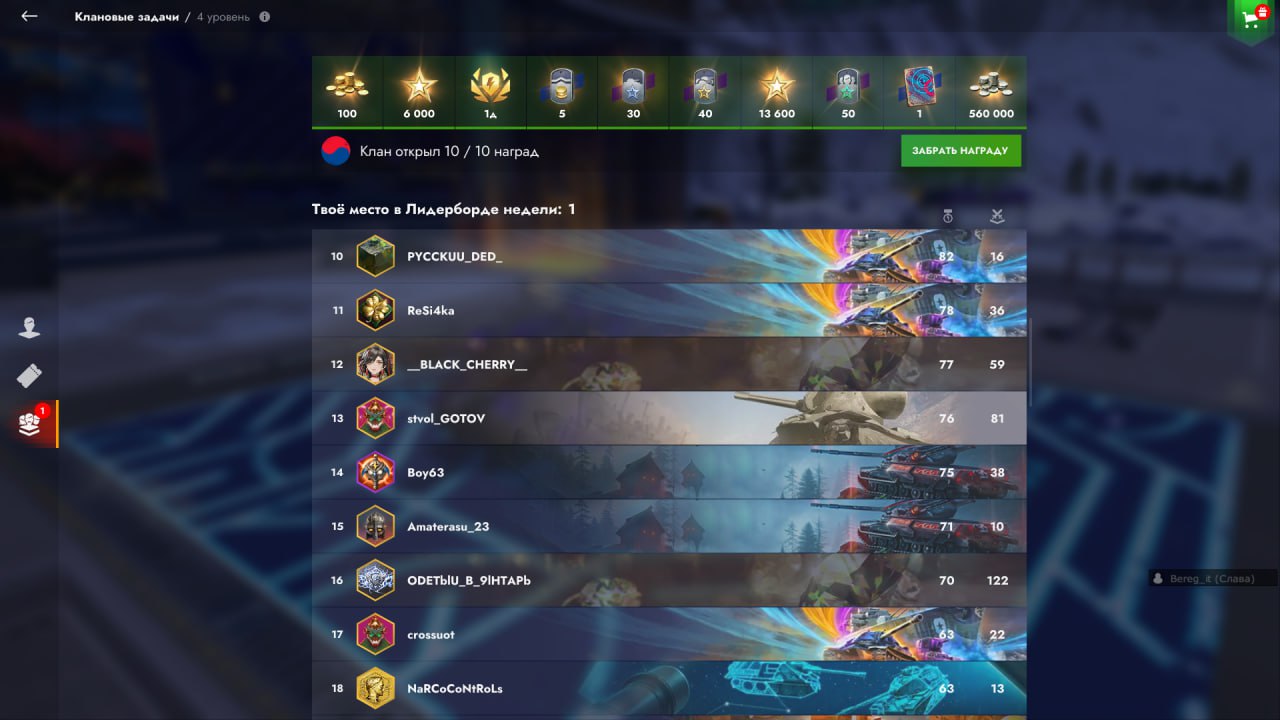 Клановые задачи / 4 уровень
100 6 000 1д 5 30 40 13 600 50 1 560 000
Клан открыл 10 / 10 наград
ЗАБРАТЬ НАГРАДУ
Твоё место в Лидерборде недели: 1
10 PYCCKUU_DED_ 82 16
11 ReSi4ka 78 36
12 __BLACK_CHERRY__ 77 59
13 stvol_GOTOV 76 81
14 Boy63 75 38
1
15 Amaterasu_23 71 10
16 ODETblU_B_9lHTAPb 70 122
Bereg_it (Слава)
17 crossuot 63 22
18 NaRCoCoNtRoLs 63 13